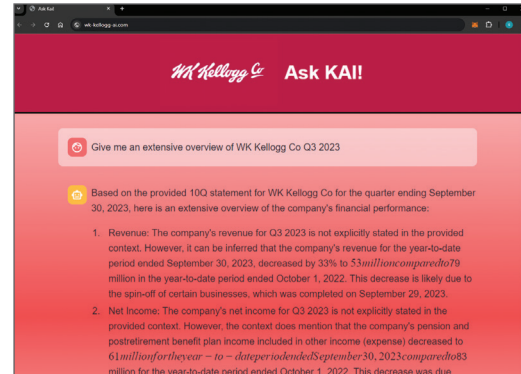 Ask Kai
wk-kellogg-ai.com
WK Kellogg Co Ask KAI!
Give me an extensive overview of WK Kellogg Co Q3 2023
Based on the provided 10Q statement for WK Kellogg Co for the quarter ending September
30, 2023, here is an extensive overview of the company's financial performance:
1. Revenue: The company's revenue for Q3 2023 is not explicitly stated in the provided
context. However, it can be inferred that the company's revenue for the year-to-date
period ended September 30, 2023, decreased by 33% to 53millioncomparedto79
million in the year-to-date period ended October 1, 2022. This decrease is likely due to
the spin-off of certain businesses, which was completed on September 29, 2023.
2. Net Income: The company's net income for Q3 2023 is not explicitly stated in the
provided context. However, the context does mention that the company's pension and
postretirement benefit plan income included in other income (expense) decreased to
61millionfortheyear − to − dateperiodendedSeptember30, 2023comparedto83
million for the year-to-date period ended October 1, 2022. This decrease was due